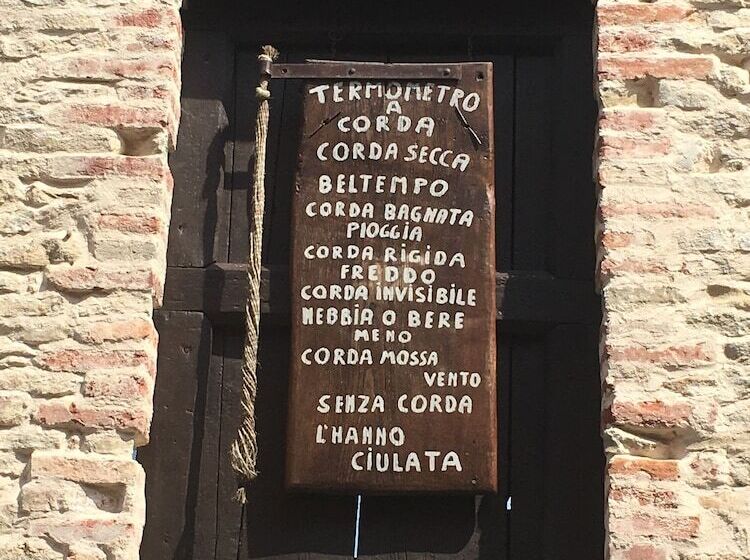 TERMOMETRO
A
CORDA
CORDA SECCA
BELTEMPO
CORDA BAGNATA
PIOGGIA
CORDA RIGIDA
FREDDO
CORDA INVISIBILE
NEBBIA O BERE
MENO
CORDA MOSSA
VENTO
SENZA CORDA
L'HANNO
CIULATA